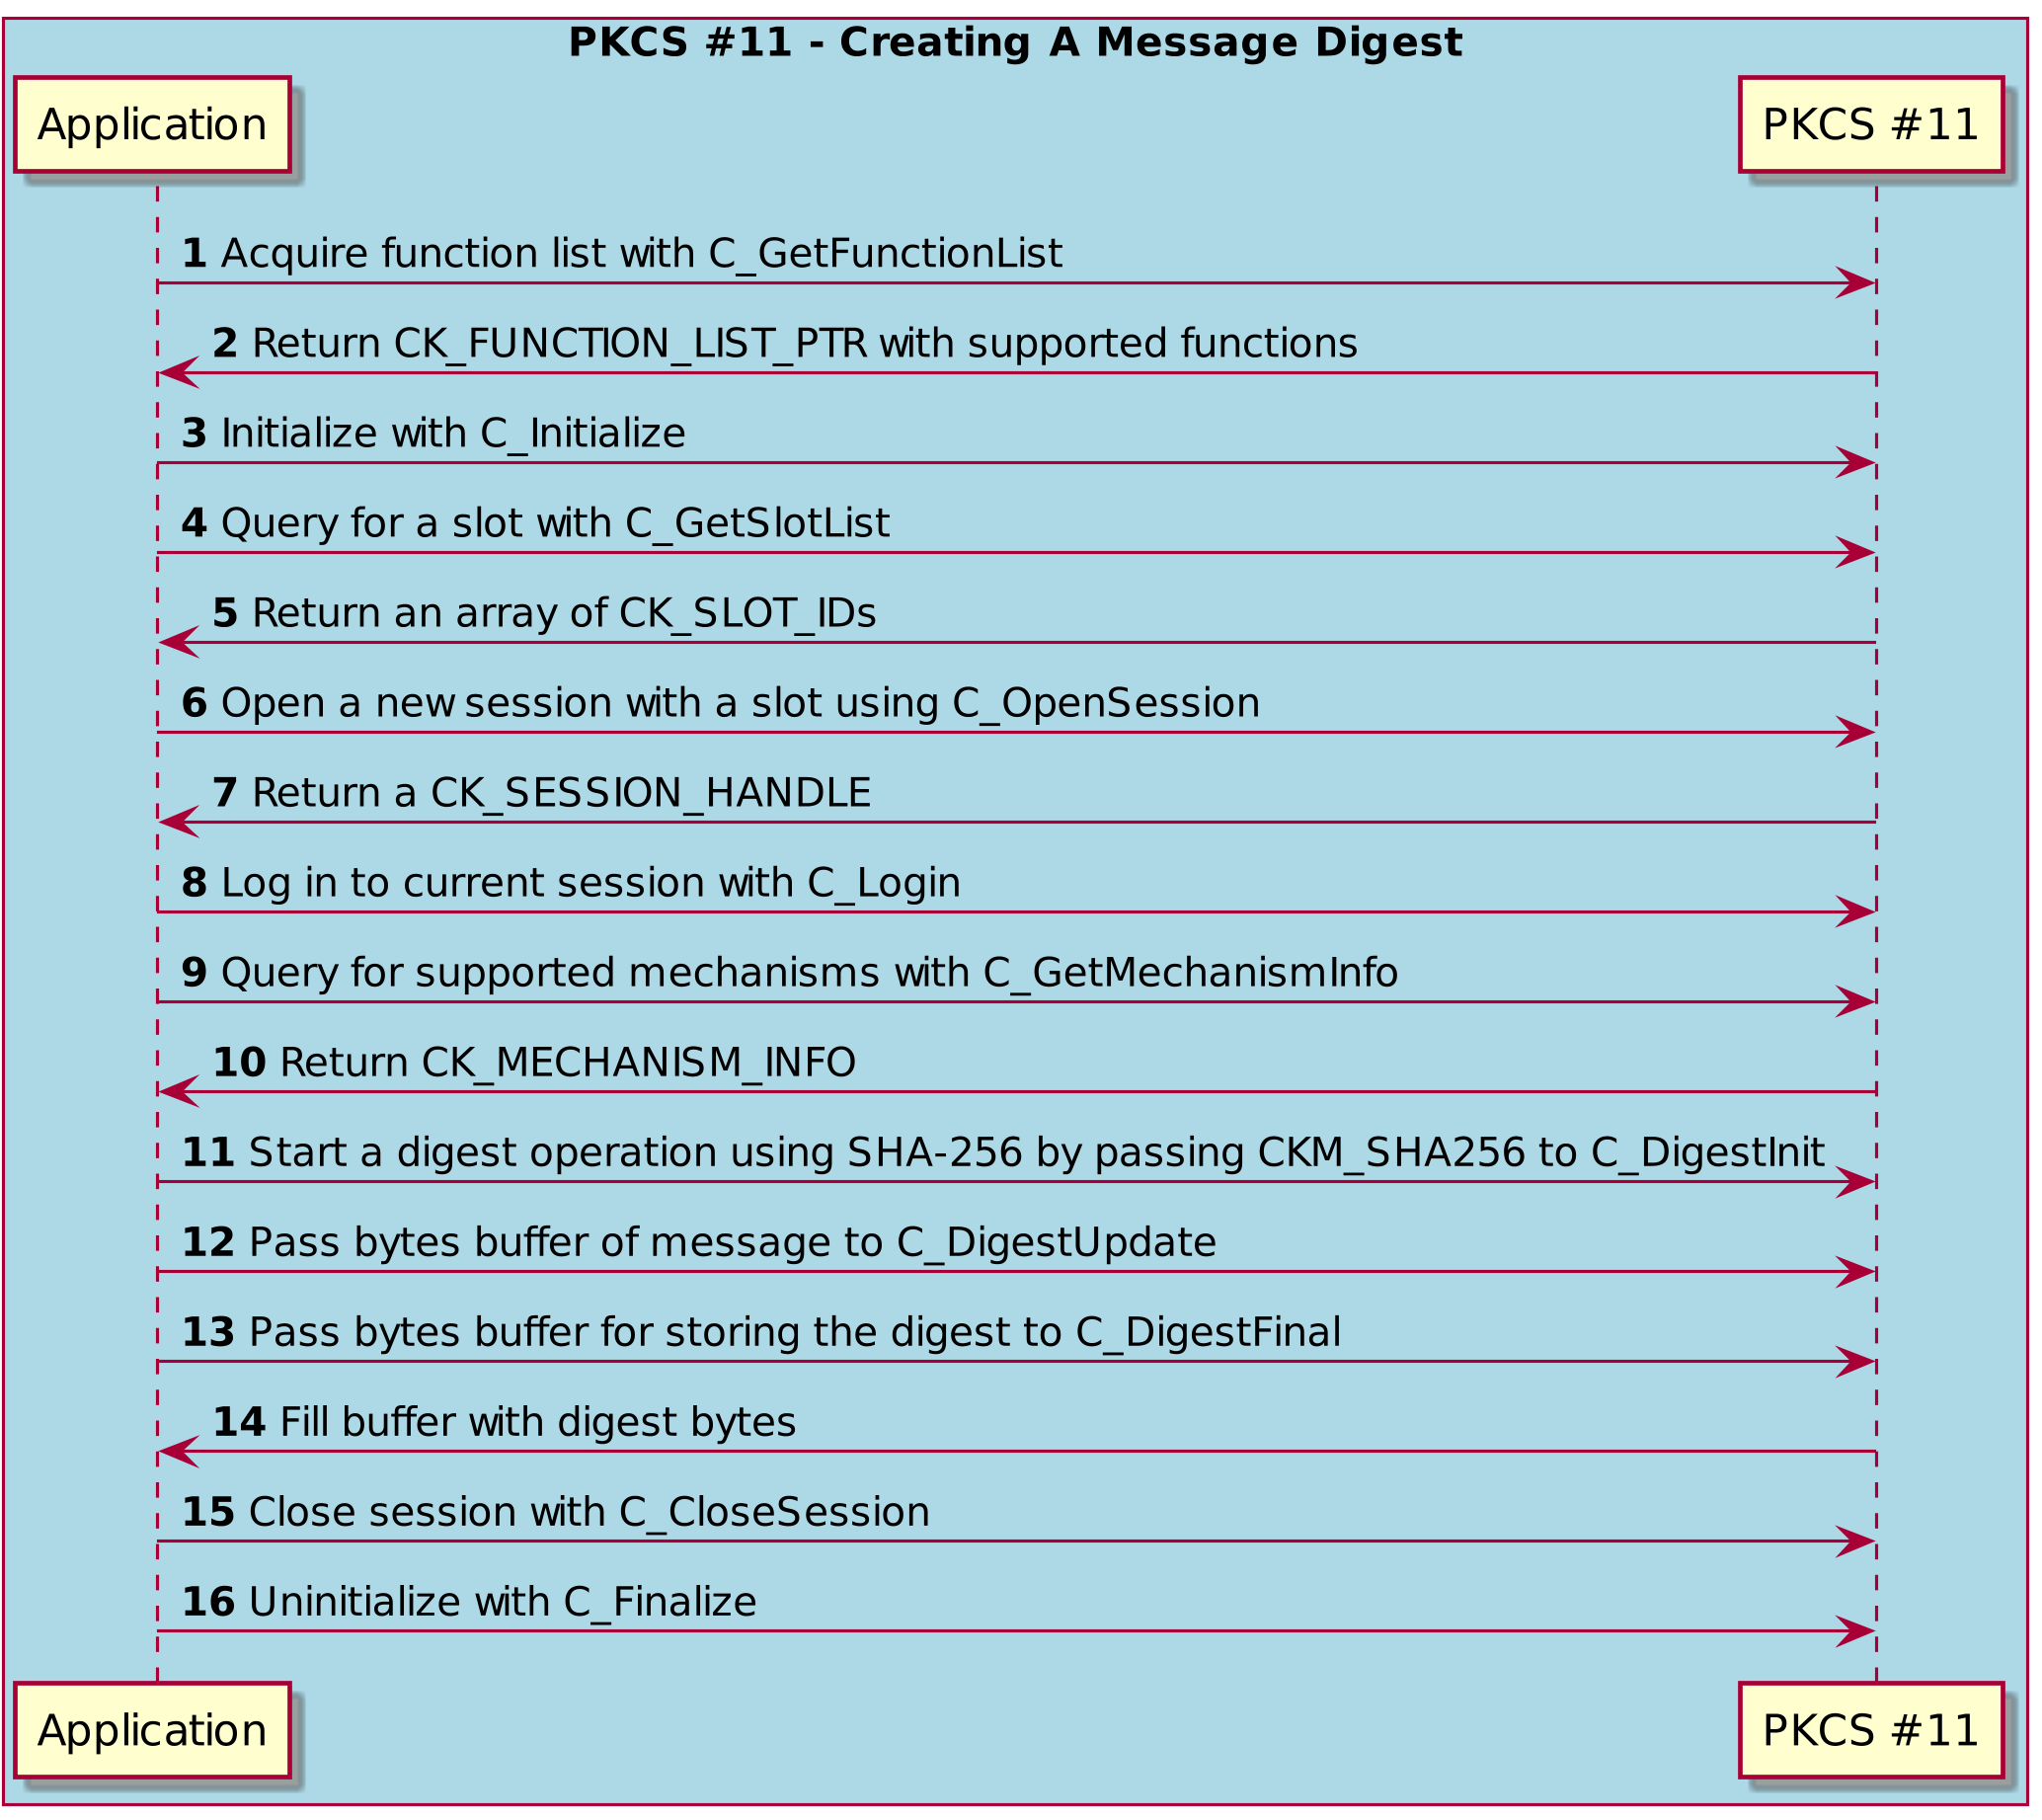 PKCS #11 - Creating A Message Digest
Application
PKCS #11
1 Acquire function list with C_GetFunctionList
2 Return CK_FUNCTION_LIST_PTR with supported functions
3 Initialize with C_Initialize
4 Query for a slot with C_GetSlotList
5 Return an array of CK_SLOT_IDs
6 Open a new session with a slot using C_OpenSession
7 Return a CK_SESSION_HANDLE
8 Log in to current session with C_Login
9 Query for supported mechanisms with C_GetMechanismInfo
10 Return CK_MECHANISM_INFO
11 Start a digest operation using SHA-256 by passing CKM_SHA256 to C_DigestInit
12 Pass bytes buffer of message to C_DigestUpdate
13 Pass bytes buffer for storing the digest to C_DigestFinal
14 Fill buffer with digest bytes
15 Close session with C_CloseSession
16 Uninitialize with C_Finalize
Application
PKCS #11